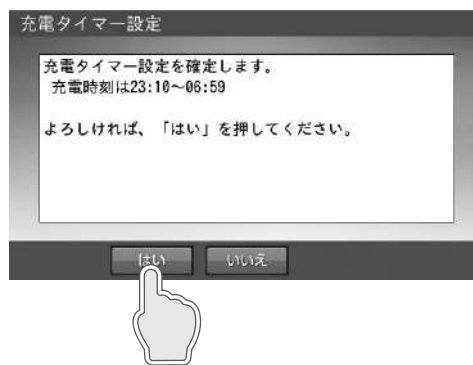 充電タイマー設定
充電タイマー設定を確定します。
充電時刻は23:10～06:59
よろしければ、「はい」を押してください。
はい
いいえ